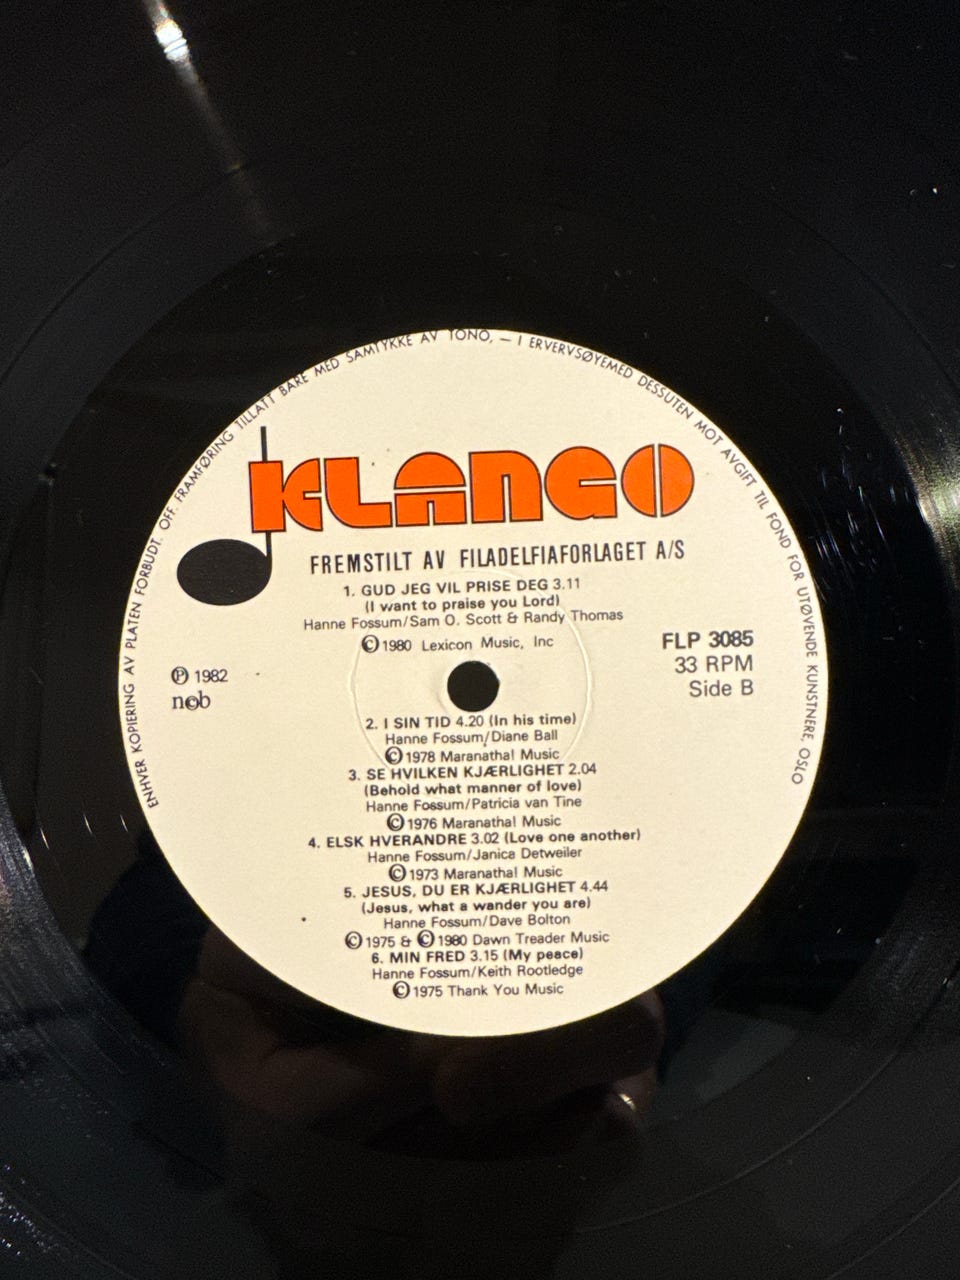 ENHVER KOPIERING AV PLATEN FORBUDT. OFF. FRAMFØRING TILLATT BARE MED SAMTYKKE AV TONO, — I ERVERVSØYEMED DESSUTEN MOT AVGIFT TIL FOND FOR UTØVENDE KUNSTNERE, OSLO
KLANGO
FREMSTILT AV FILADELFIAFORLAGET A/S
1. GUD JEG VIL PRISE DEG 3.11
(I want to praise you Lord)
Hanne Fossum/Sam O. Scott & Randy Thomas
©1980 Lexicon Music, Inc
FLP 3085
33 RPM
Side B
℗ 1982
ncb
2. I SIN TID 4.20 (In his time)
Hanne Fossum/Diane Ball
©1978 Maranatha! Music
3. SE HVILKEN KJÆRLIGHET 2.04
(Behold what manner of love)
Hanne Fossum/Patricia van Tine
©1976 Maranatha! Music
4. ELSK HVERANDRE 3.02 (Love one another)
Hanne Fossum/Janica Detweiler
©1973 Maranatha! Music
5. JESUS, DU ER KJÆRLIGHET 4.44
(Jesus, what a wander you are)
Hanne Fossum/Dave Bolton
©1975 & ©1980 Dawn Treader Music
6. MIN FRED 3.15 (My peace)
Hanne Fossum/Keith Rootledge
©1975 Thank You Music